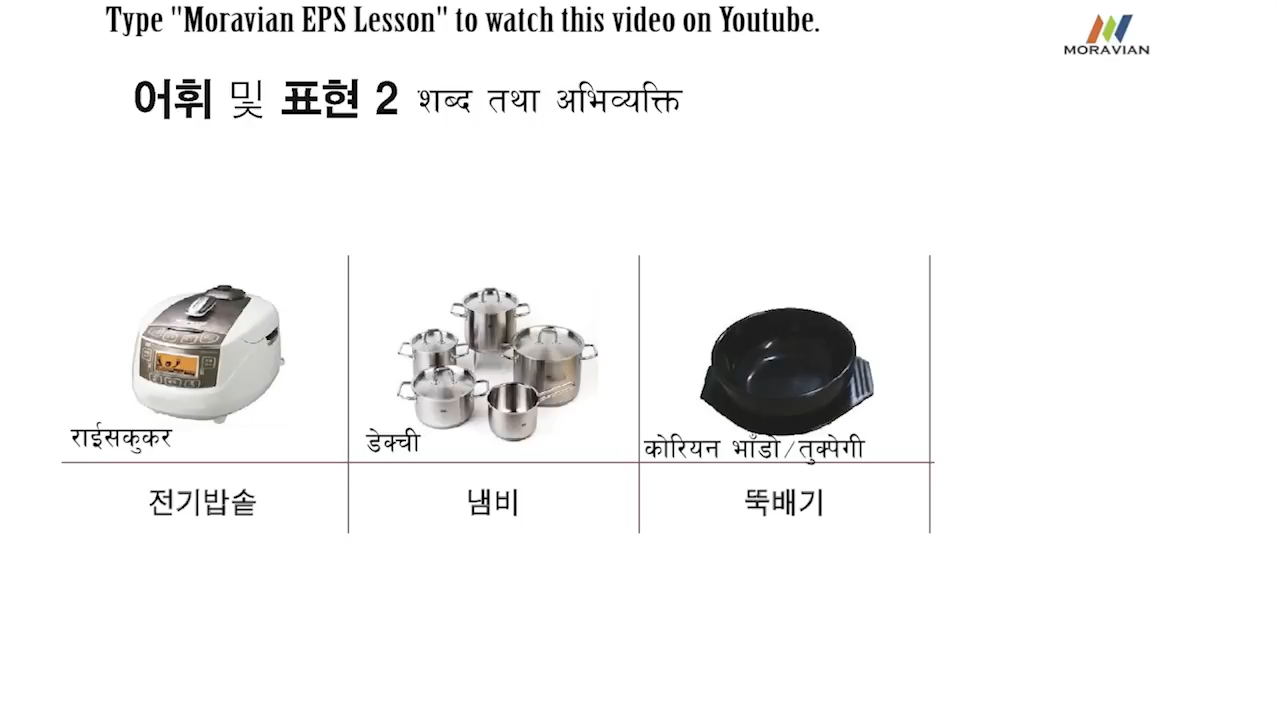 Type "Moravian EPS Lesson" to watch this video on Youtube.
MORAVIAN
어휘 및 표현 2 शब्द तथा अभिव्यक्ति
राईसकुकर
डेक्ची
कोरियन भाँडो/तुक्पेगी
전기밥솥
냄비
뚝배기